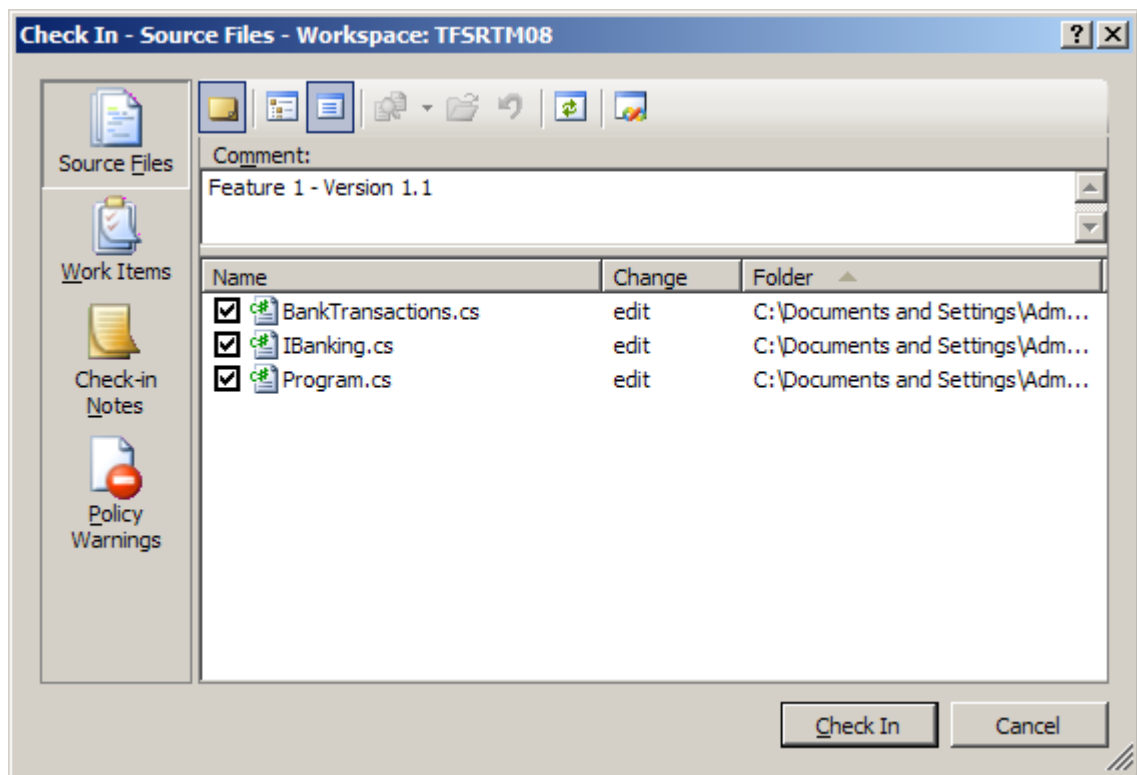 Check In - Source Files - Workspace: TFSRTM08
Source Files
Work Items
Check-in
Notes
Policy
Warnings
Comment:
Feature 1 - Version 1.1
Name Change Folder
BankTransactions.cs edit C:\Documents and Settings\Adm...
IBanking.cs edit C:\Documents and Settings\Adm...
Program.cs edit C:\Documents and Settings\Adm...
Check In Cancel